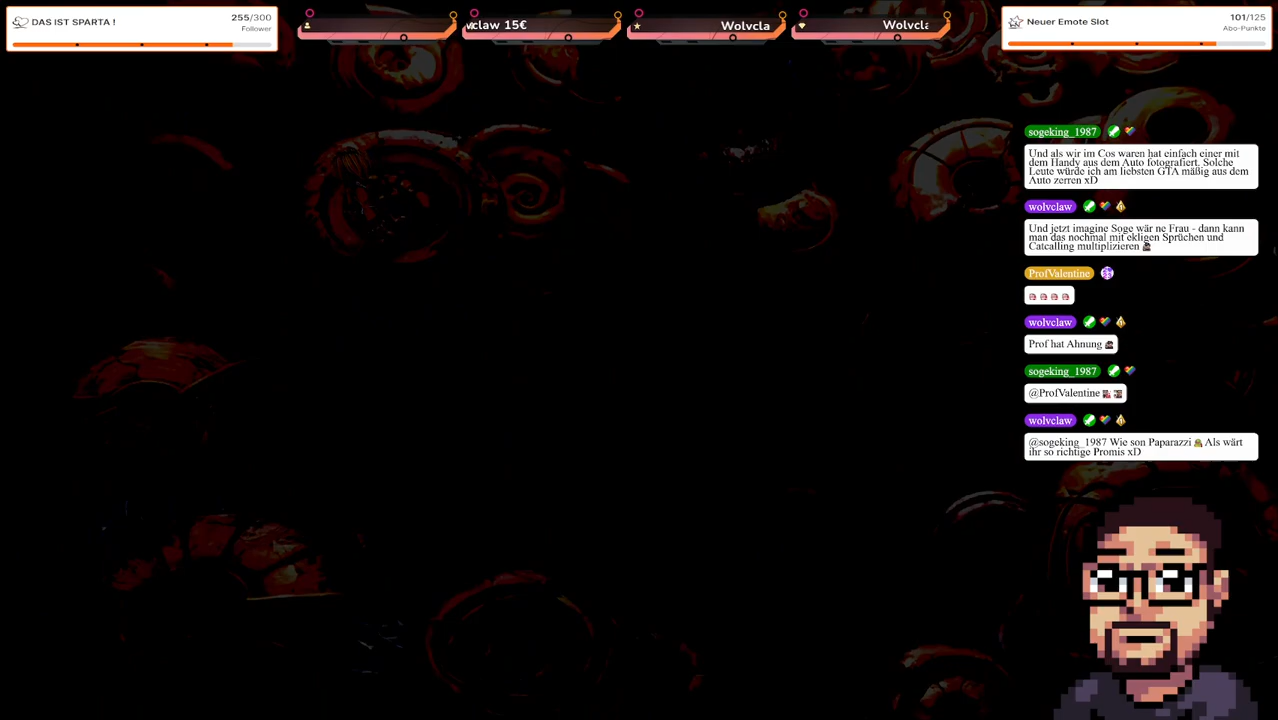 DAS IST SPARTA !
255/300
Follower
claw 15€
Wolvcla
Wolvcla
Neuer Emote Slot
101/125
Abo-Punkte
sogeking_1987
Und als wir im Cos waren hat einfach einer mit
dem Handy aus dem Auto fotografiert. Solche
Leute würde ich am liebsten GTA mäßig aus dem
Auto zerren xD
wolvclaw
Und jetzt imagine Soge wär ne Frau - dann kann
man das nochmal mit ekligen Sprüchen und
Catcalling multiplizieren
ProfValentine
wolvclaw
Prof hat Ahnung
sogeking_1987
@ProfValentine
wolvclaw
@sogeking_1987 Wie son Paparazzi Als wärt
ihr so richtige Promis xD